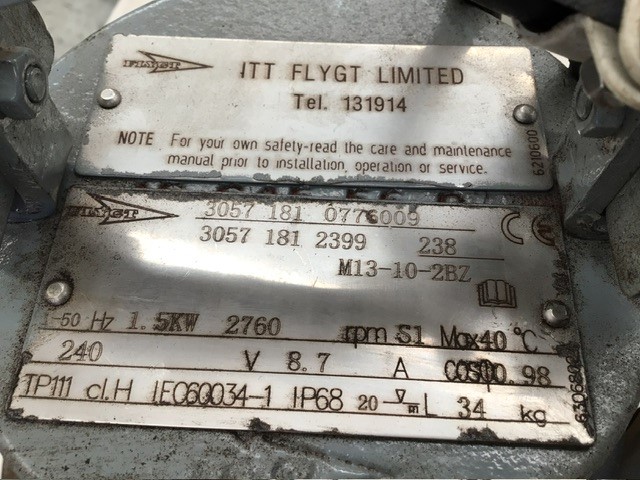 FLYGT
ITT FLYGT LIMITED
Tel. 131914
NOTE For your own safety-read the care and maintenance
manual prior to installation, operation or service.
6210600
FLYGT 3057 181 0776009 CE
3057 181 2399 238
M13-10-2BZ
~50 Hz 1.5KW 2760 rpm S1 Max40 °C
240 V 8.7 A COSφ0.98
TP111 cl.H IEC60034-1 IP68 20 L 34 kg